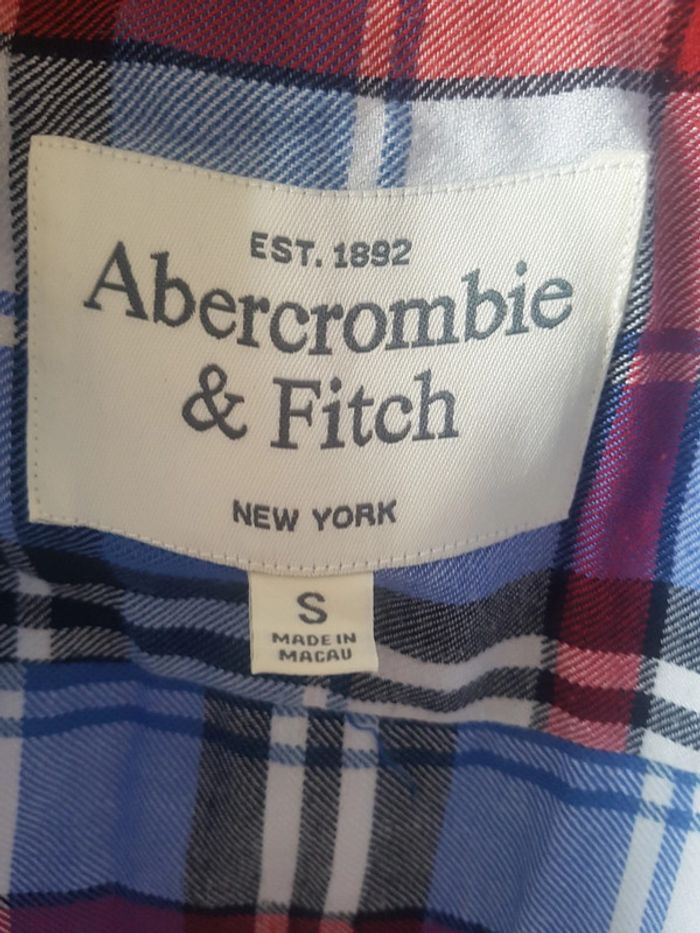 EST. 1892
Abercrombie
& Fitch
NEW YORK
S
MADE IN
MACAU